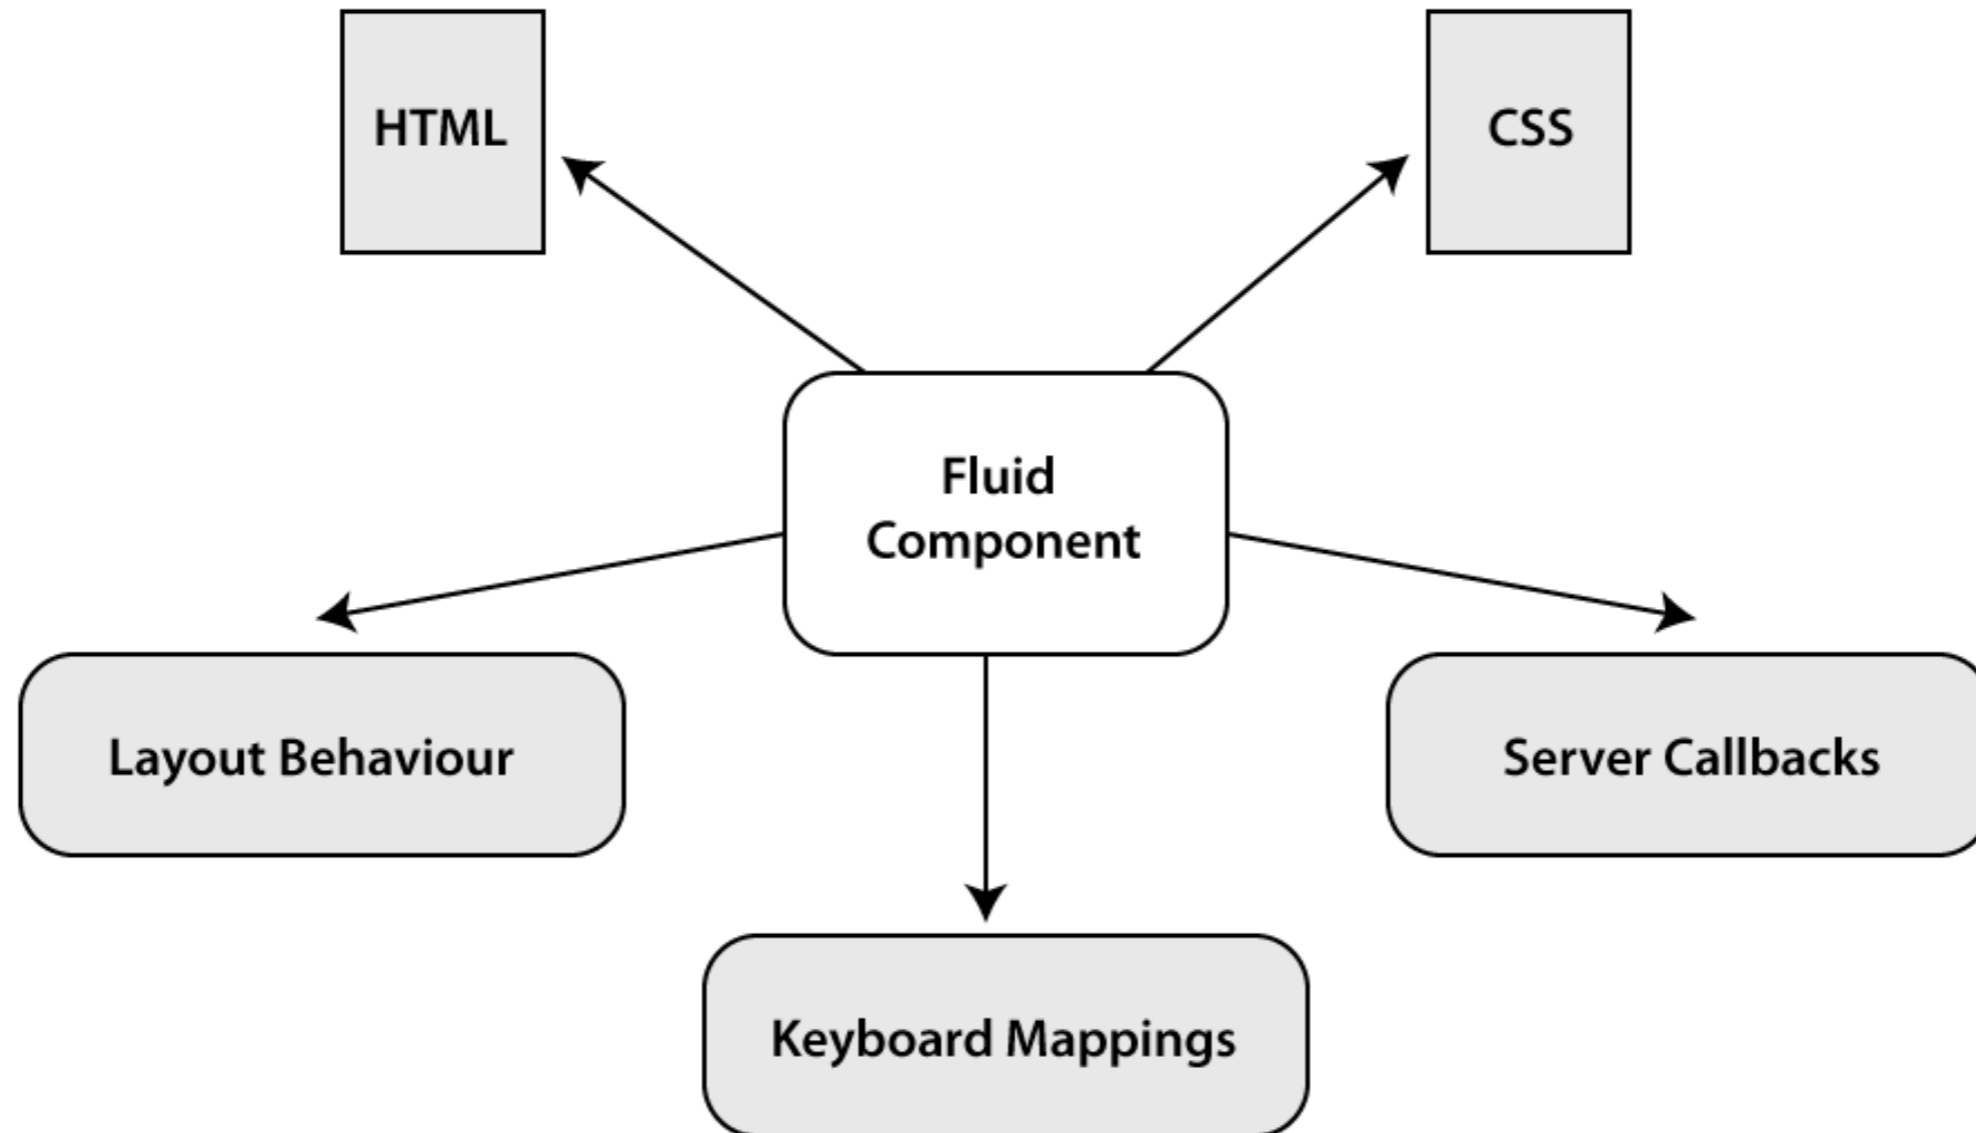 HTML
CSS
Fluid
Component
Layout Behaviour
Server Callbacks
Keyboard Mappings